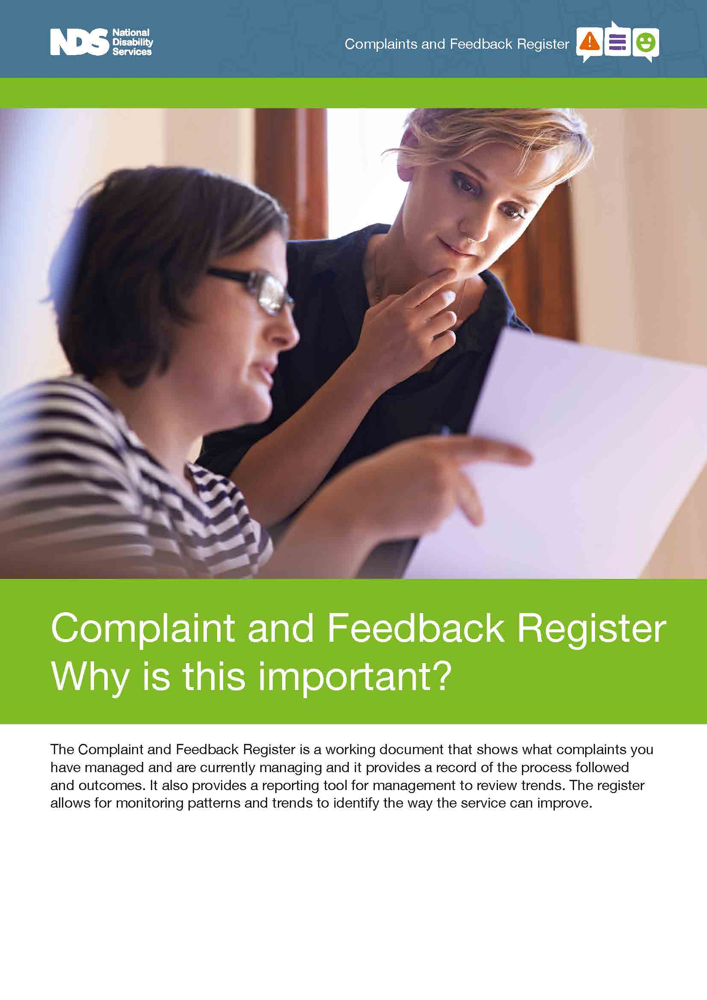 NDS
National
Disability
Services
Complaints and Feedback Register
Complaint and Feedback Register
Why is this important?
The Complaint and Feedback Register is a working document that shows what complaints you
have managed and are currently managing and it provides a record of the process followed
and outcomes. It also provides a reporting tool for management to review trends. The register
allows for monitoring patterns and trends to identify the way the service can improve.